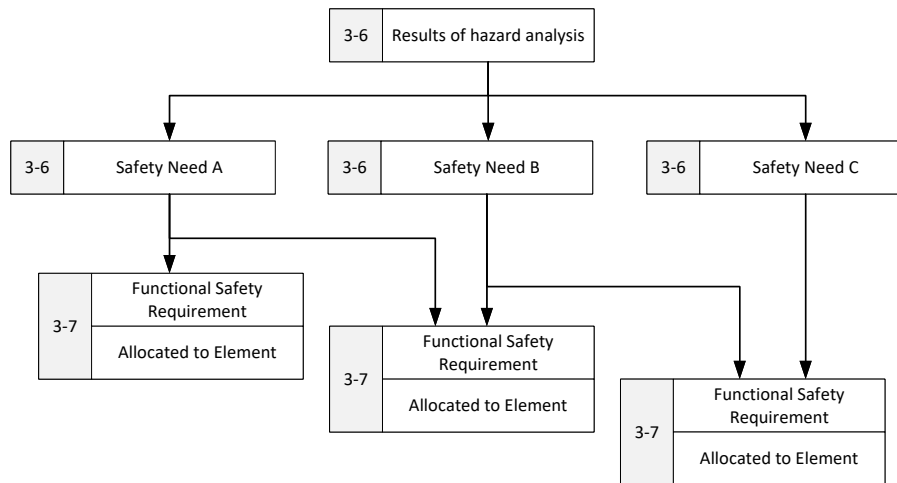 3-6 Results of hazard analysis
3-6 Safety Need A
3-6 Safety Need B
3-6 Safety Need C
3-7
Functional Safety
Requirement
Allocated to Element
3-7
Functional Safety
Requirement
Allocated to Element
3-7
Functional Safety
Requirement
Allocated to Element